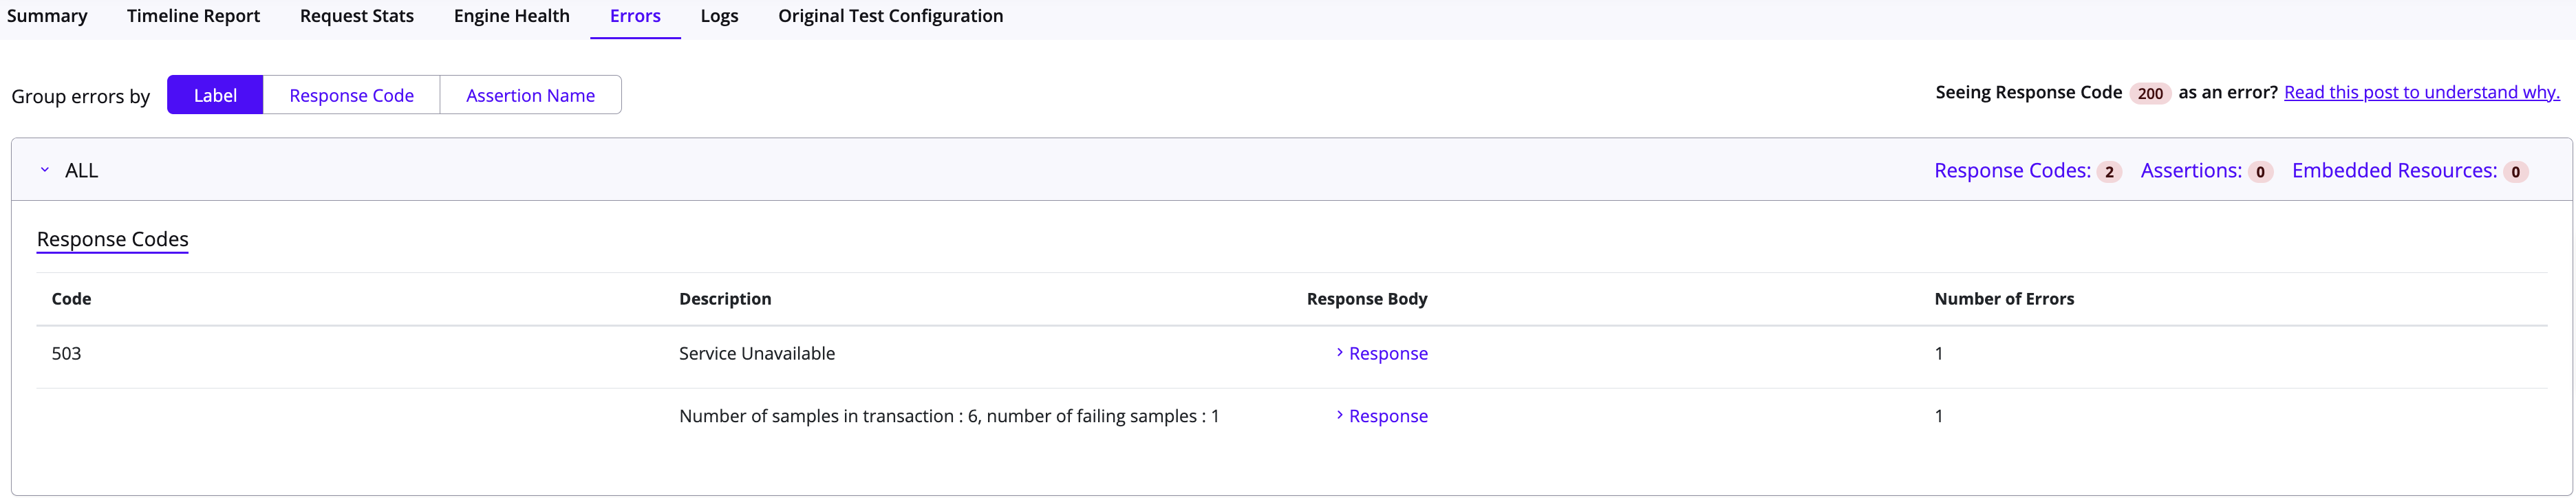 Summary Timeline Report Request Stats Engine Health Errors Logs Original Test Configuration
Group errors by Label Response Code Assertion Name Seeing Response Code 200 as an error? Read this post to understand why.
ALL Response Codes: 2 Assertions: 0 Embedded Resources: 0
Response Codes
Code Description Response Body Number of Errors
503 Service Unavailable Response 1
Number of samples in transaction : 6, number of failing samples : 1 Response 1